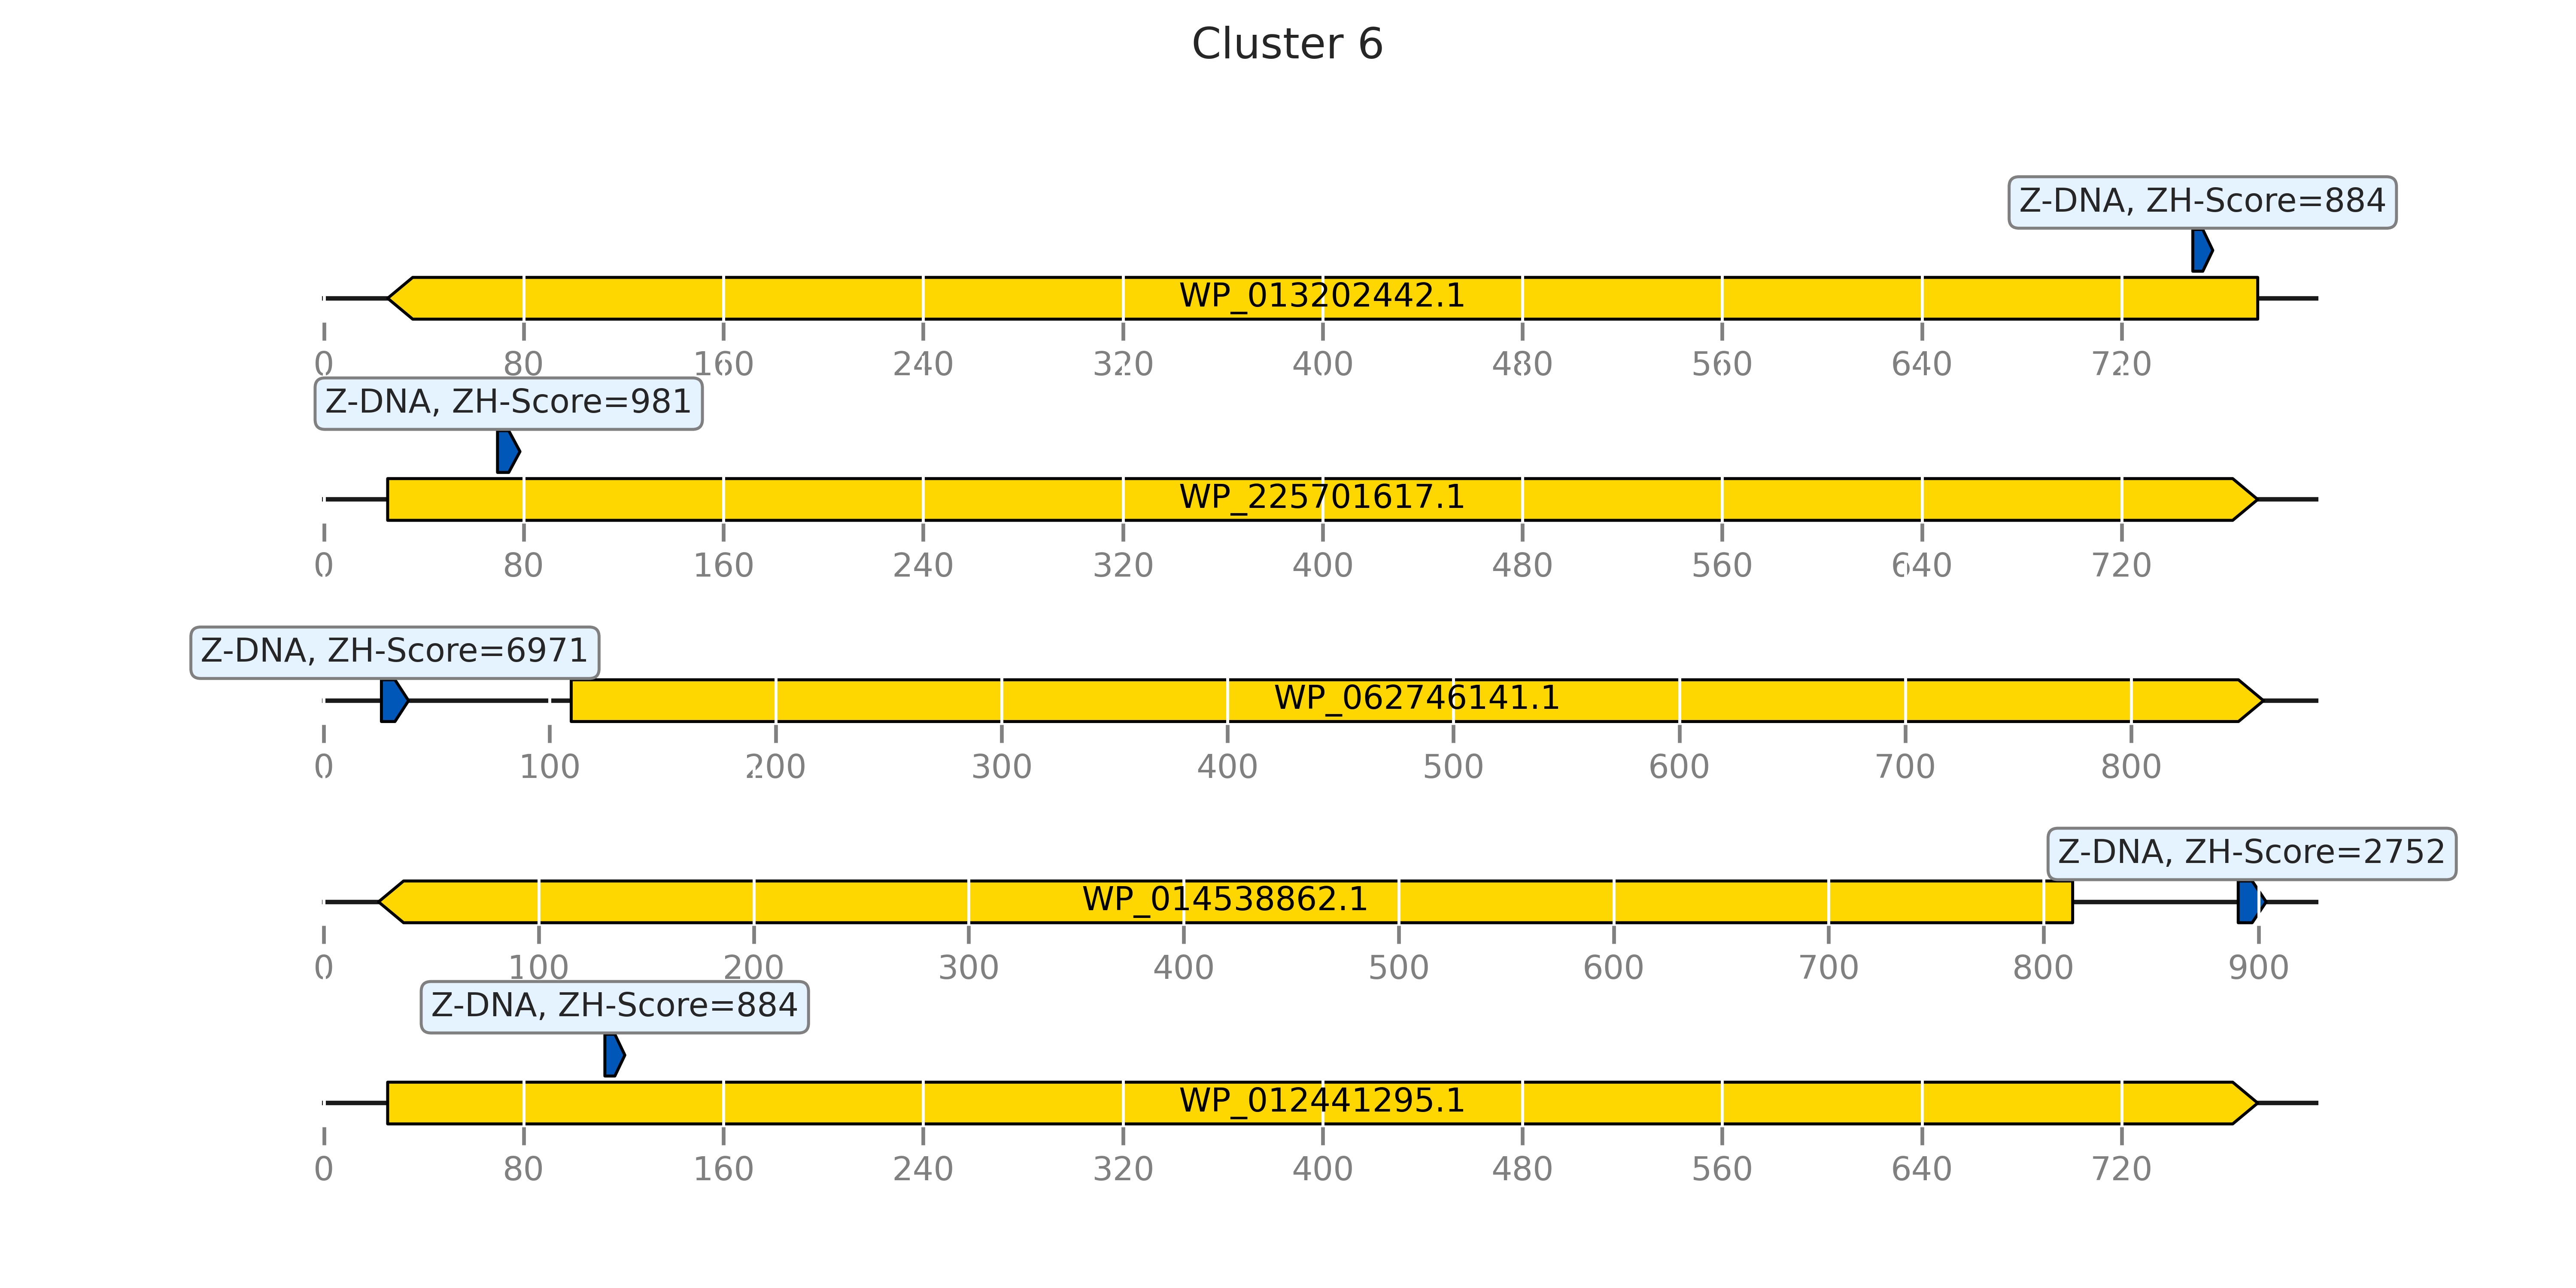 Cluster 6
Z-DNA, ZH-Score=884
WP_013202442.1
0 80 160 240 320 400 480 560 640 720
Z-DNA, ZH-Score=981
WP_225701617.1
0 80 160 240 320 400 480 560 640 720
Z-DNA, ZH-Score=6971
WP_062746141.1
0 100 200 300 400 500 600 700 800
Z-DNA, ZH-Score=2752
WP_014538862.1
0 100 200 300 400 500 600 700 800 900
Z-DNA, ZH-Score=884
WP_012441295.1
0 80 160 240 320 400 480 560 640 720